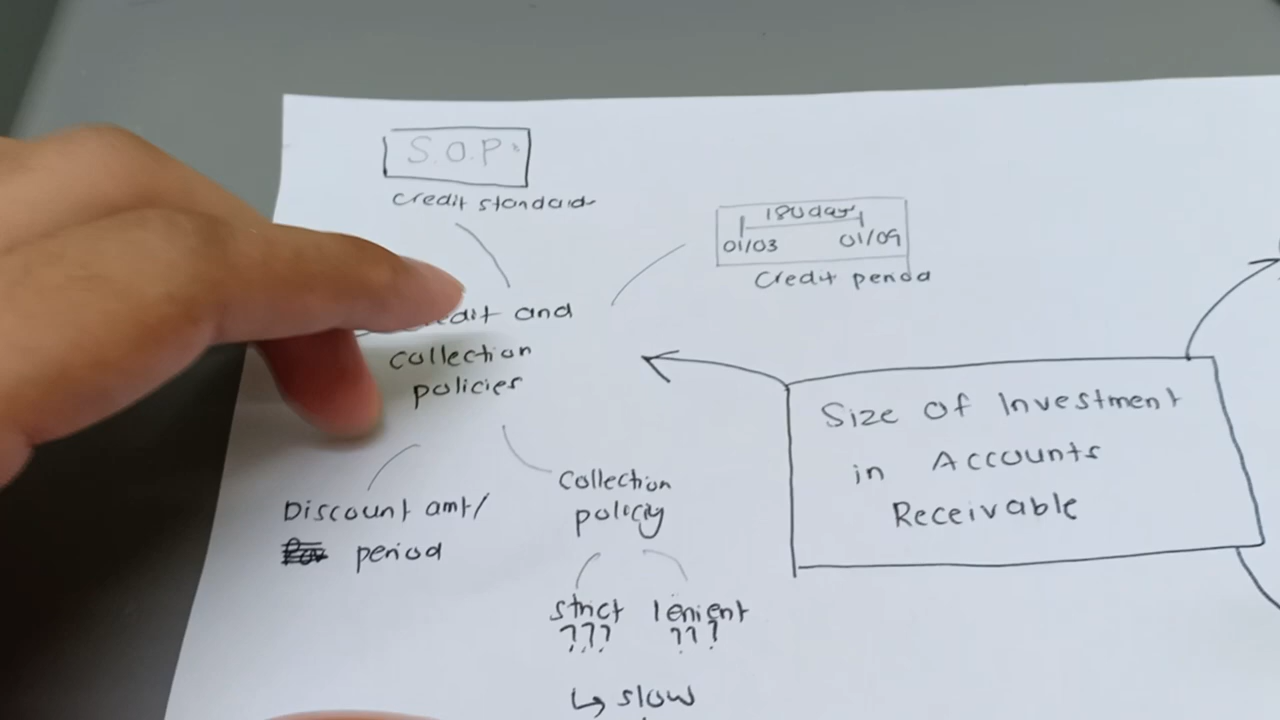 S.O.P.
credit standard
180 days
01/03 01/09
Credit period
and
collection
policies
Size of Investment
in Accounts
Receivable
Discount amt/
period
Collection
policy
strict lenient
??? ???
↳ slow